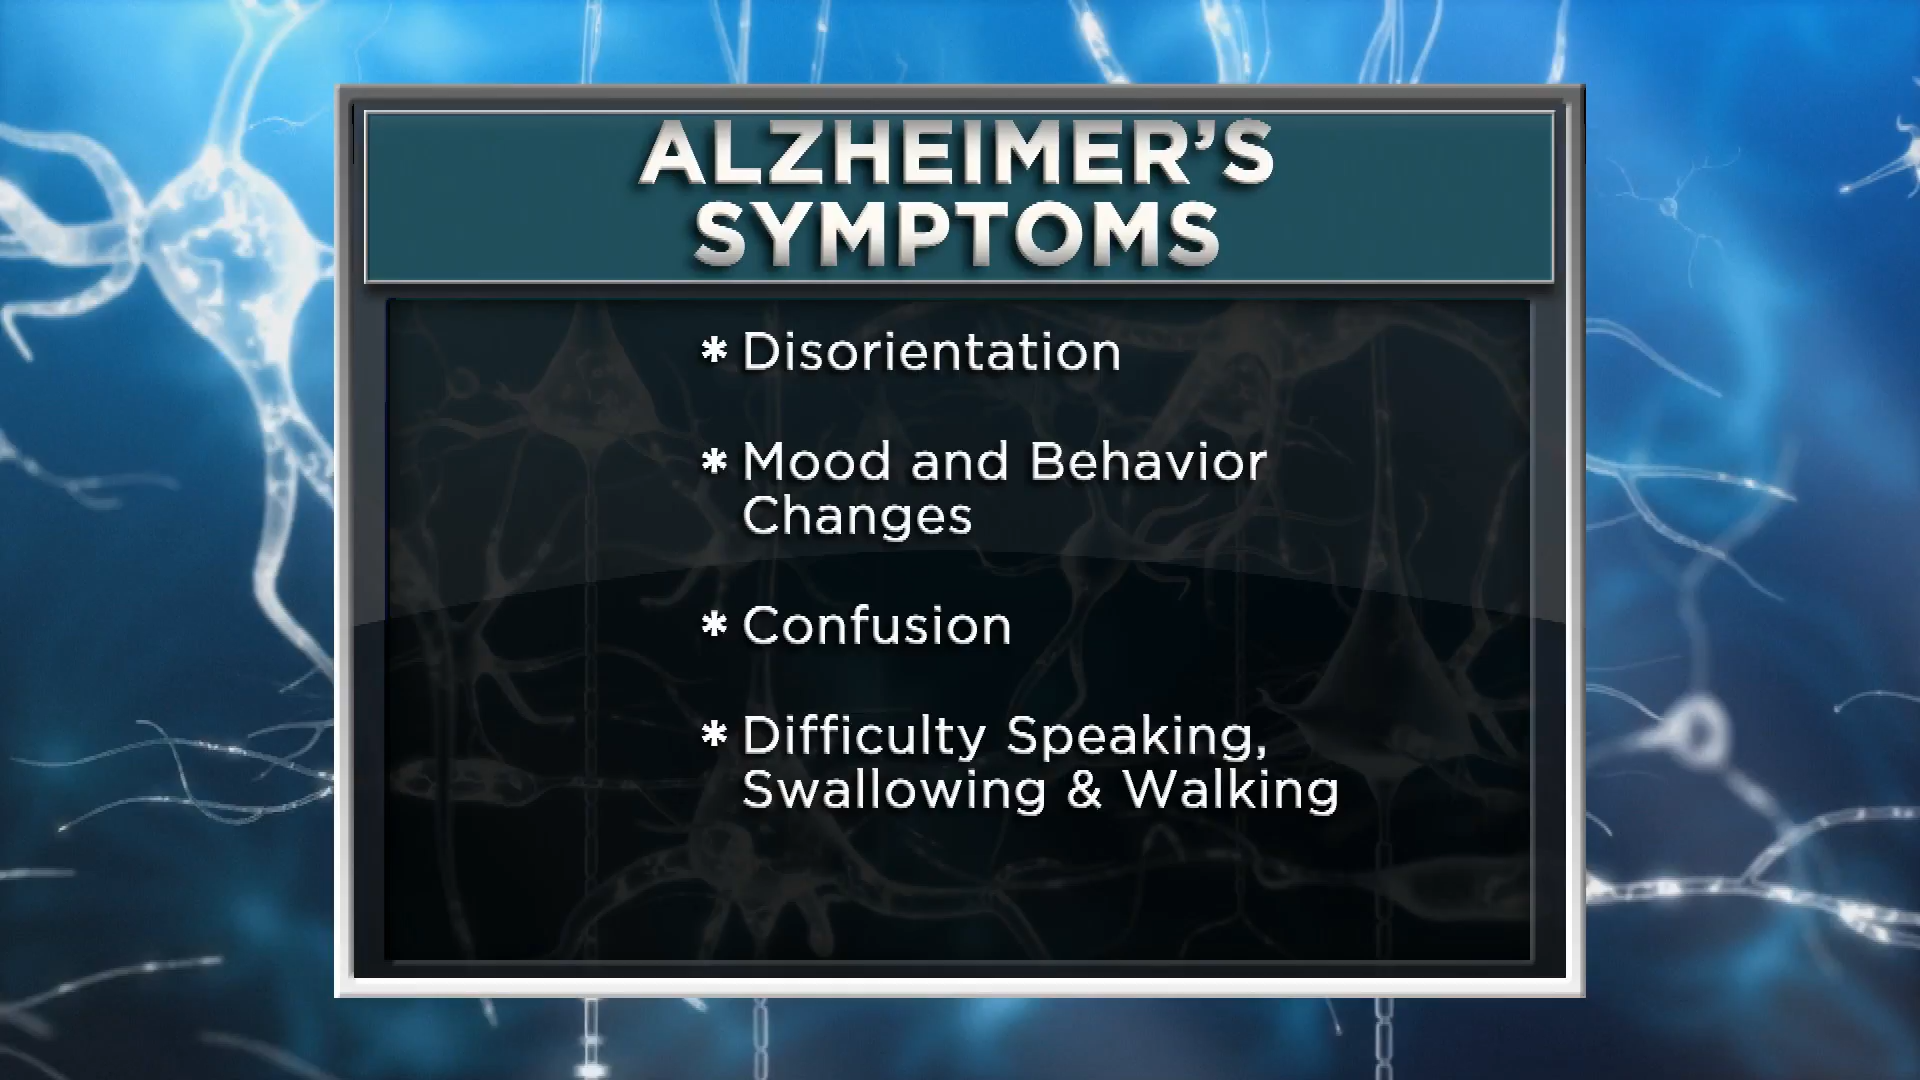 ALZHEIMER'S
SYMPTOMS
* Disorientation
* Mood and Behavior
Changes
* Confusion
* Difficulty Speaking,
Swallowing & Walking